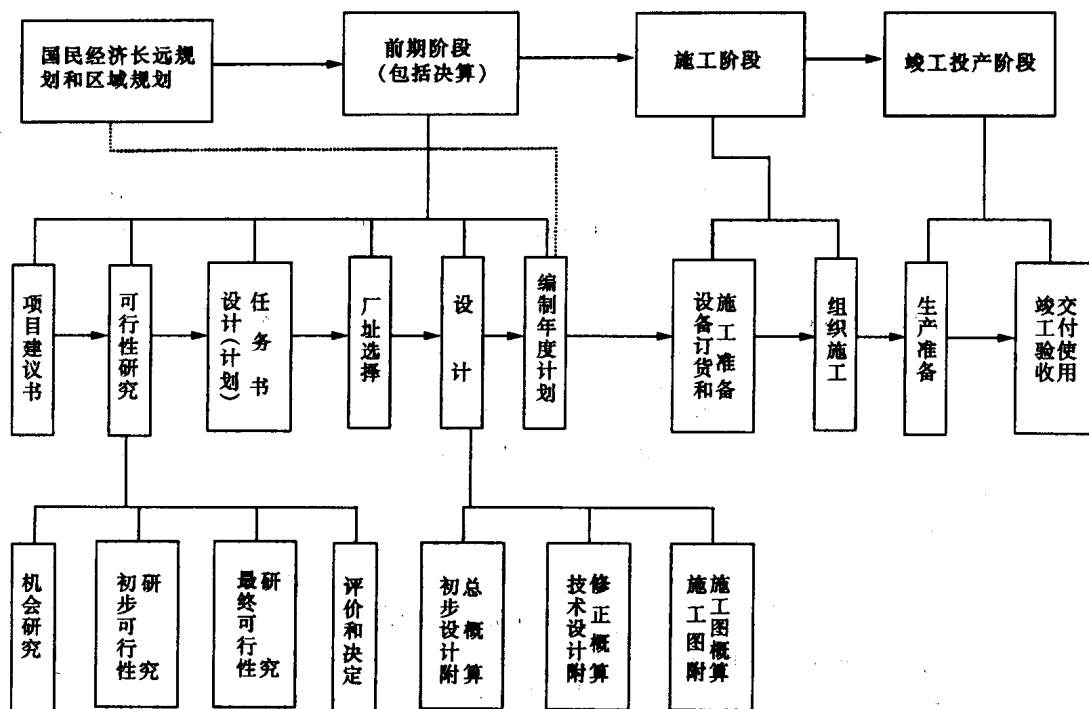 国民经济长远规
划和区域规划
前期阶段
(包括决算)
施工阶段
竣工投产阶段
项目建议书
可行性研究
设计(计划)
任务书
厂址选择
设计
编制年度计划
设备订货和
施工准备
组织施工
生产准备
竣工验收
交付使用
机会研究
初步可行性
研究
最终可行性
研究
评价和决定
初步设计附
总概算
技术设计附
修正概算
施工图附
施工图概算